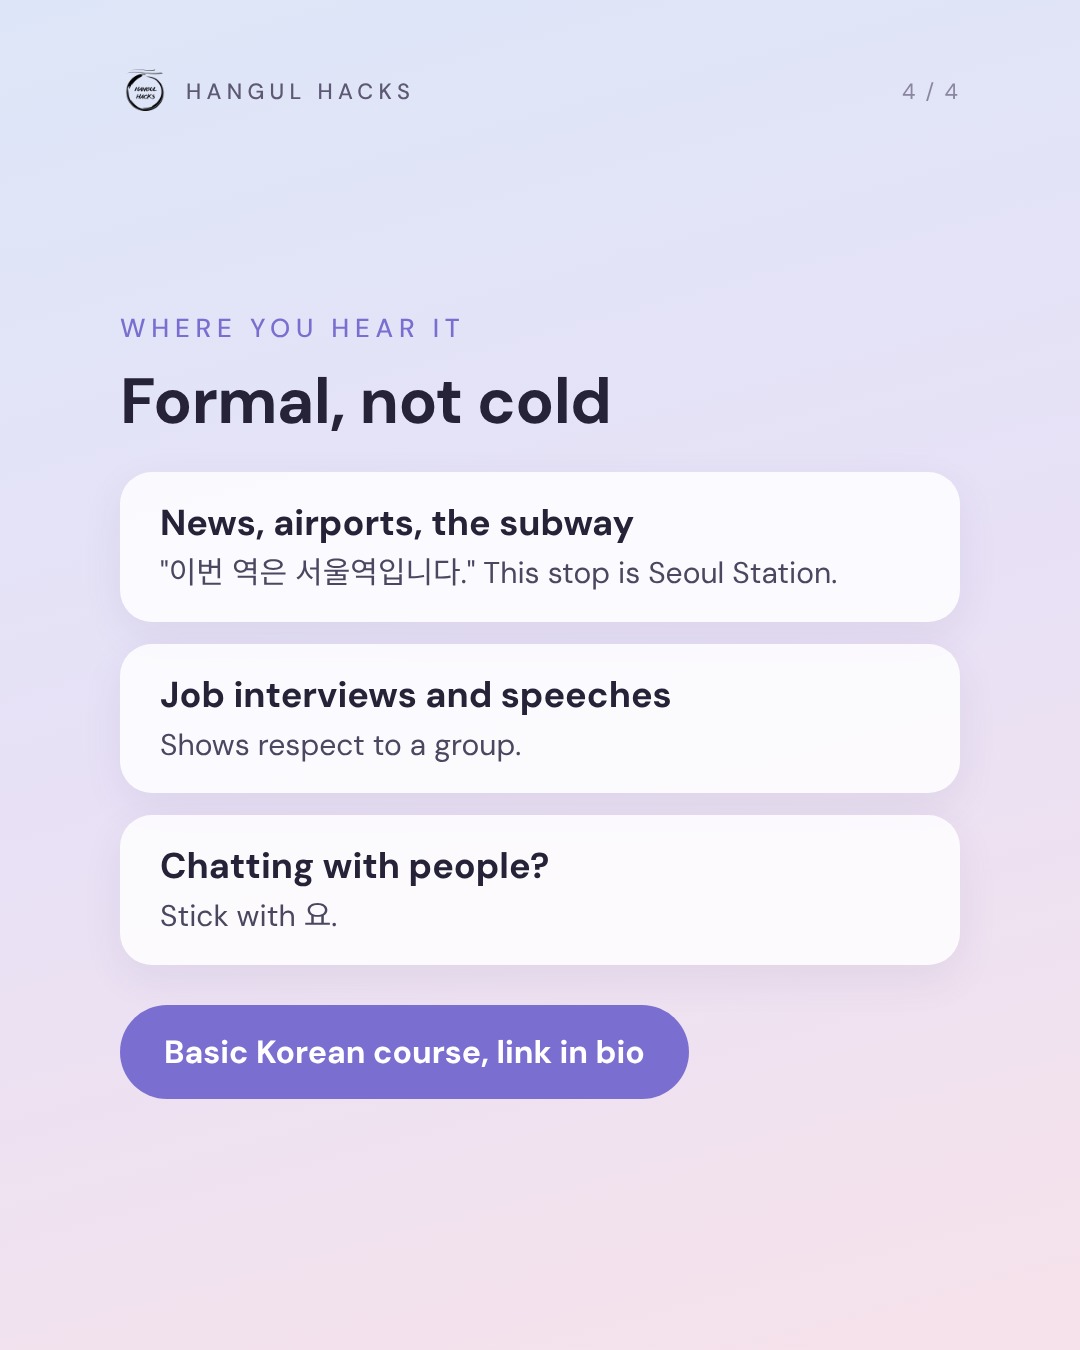 HANGUL HACKS
HANGUL HACKS
4 / 4
WHERE YOU HEAR IT
Formal, not cold
News, airports, the subway
"이번 역은 서울역입니다." This stop is Seoul Station.
Job interviews and speeches
Shows respect to a group.
Chatting with people?
Stick with 요.
Basic Korean course, link in bio